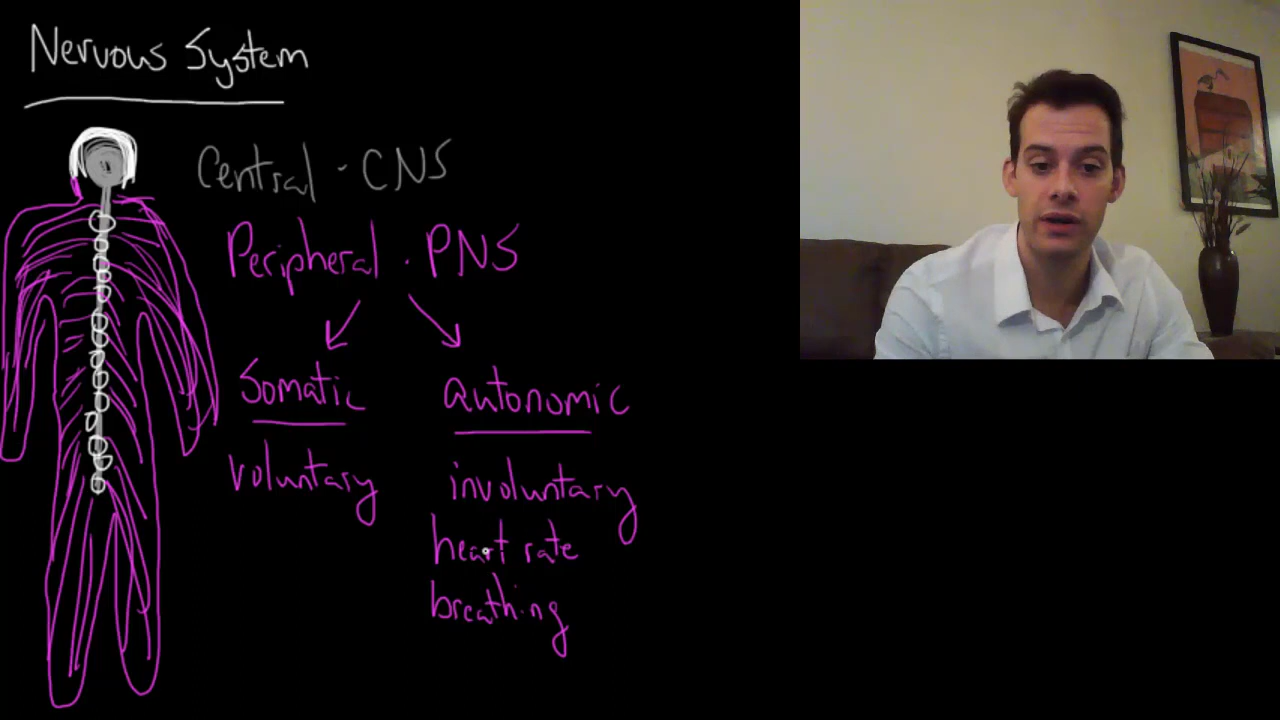 Nervous System
Central - CNS
Peripheral . PNS
Somatic
autonomic
voluntary
involuntary
heart rate
breathing